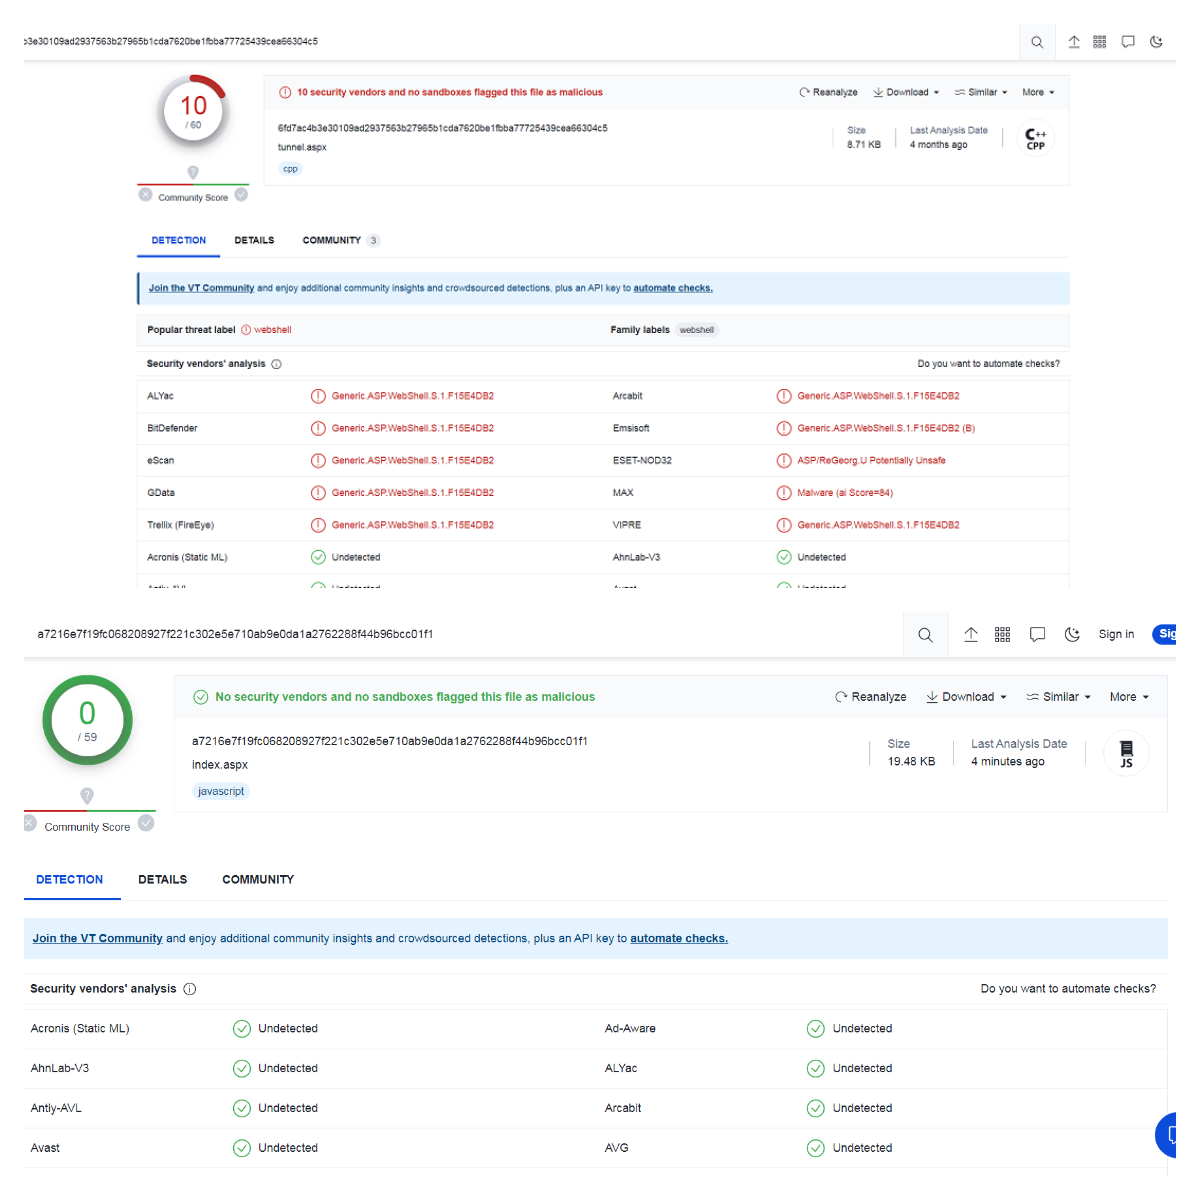 b3e30109ad2937563b27965b1cda7620be1fbba77725439cea66304c5
10
/ 60
Community Score
10 security vendors and no sandboxes flagged this file as malicious
Reanalyze Download Similar More
6fd7ac4b3e30109ad2937563b27965b1cda7620be1fbba77725439cea66304c5
tunnel.aspx
cpp
Size
8.71 KB
Last Analysis Date
4 months ago
C++
CPP
DETECTION DETAILS COMMUNITY 3
Join the VT Community and enjoy additional community insights and crowdsourced detections, plus an API key to automate checks.
Popular threat label webshell Family labels webshell
Security vendors' analysis Do you want to automate checks?
ALYac Generic.ASP.WebShell.S.1.F15E4DB2 Arcabit Generic.ASP.WebShell.S.1.F15E4DB2
BitDefender Generic.ASP.WebShell.S.1.F15E4DB2 Emsisoft Generic.ASP.WebShell.S.1.F15E4DB2 (B)
eScan Generic.ASP.WebShell.S.1.F15E4DB2 ESET-NOD32 ASP/ReGeorg.U Potentially Unsafe
GData Generic.ASP.WebShell.S.1.F15E4DB2 MAX Malware (ai Score=84)
Trellix (FireEye) Generic.ASP.WebShell.S.1.F15E4DB2 VIPRE Generic.ASP.WebShell.S.1.F15E4DB2
Acronis (Static ML) Undetected AhnLab-V3 Undetected
a7216e7f19fc068208927f221c302e5e710ab9e0da1a2762288f44b96bcc01f1
Sign in Sig
0
/ 59
Community Score
No security vendors and no sandboxes flagged this file as malicious
Reanalyze Download Similar More
a7216e7f19fc068208927f221c302e5e710ab9e0da1a2762288f44b96bcc01f1
index.aspx
javascript
Size
19.48 KB
Last Analysis Date
4 minutes ago
JS
DETECTION DETAILS COMMUNITY
Join the VT Community and enjoy additional community insights and crowdsourced detections, plus an API key to automate checks.
Security vendors' analysis Do you want to automate checks?
Acronis (Static ML) Undetected Ad-Aware Undetected
AhnLab-V3 Undetected ALYac Undetected
Antiy-AVL Undetected Arcabit Undetected
Avast Undetected AVG Undetected